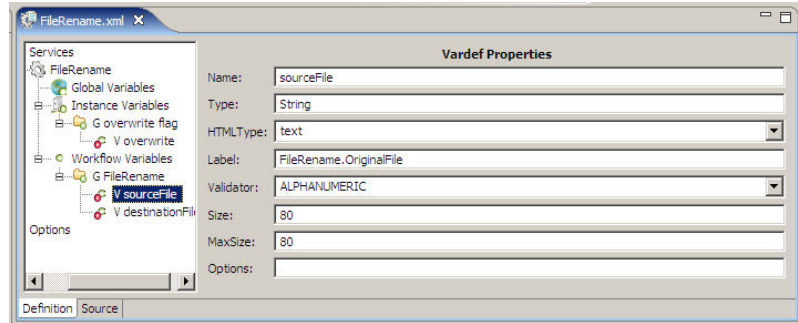 FileRename.xml
Services
FileRename
Global Variables
Instance Variables
G overwrite flag
V overwrite
Workflow Variables
G FileRename
V sourceFile
V destinationFil
Options
Vardef Properties
Name: sourceFile
Type: String
HTMLType: text
Label: FileRename.OriginalFile
Validator: ALPHANUMERIC
Size: 80
MaxSize: 80
Options:
Definition Source